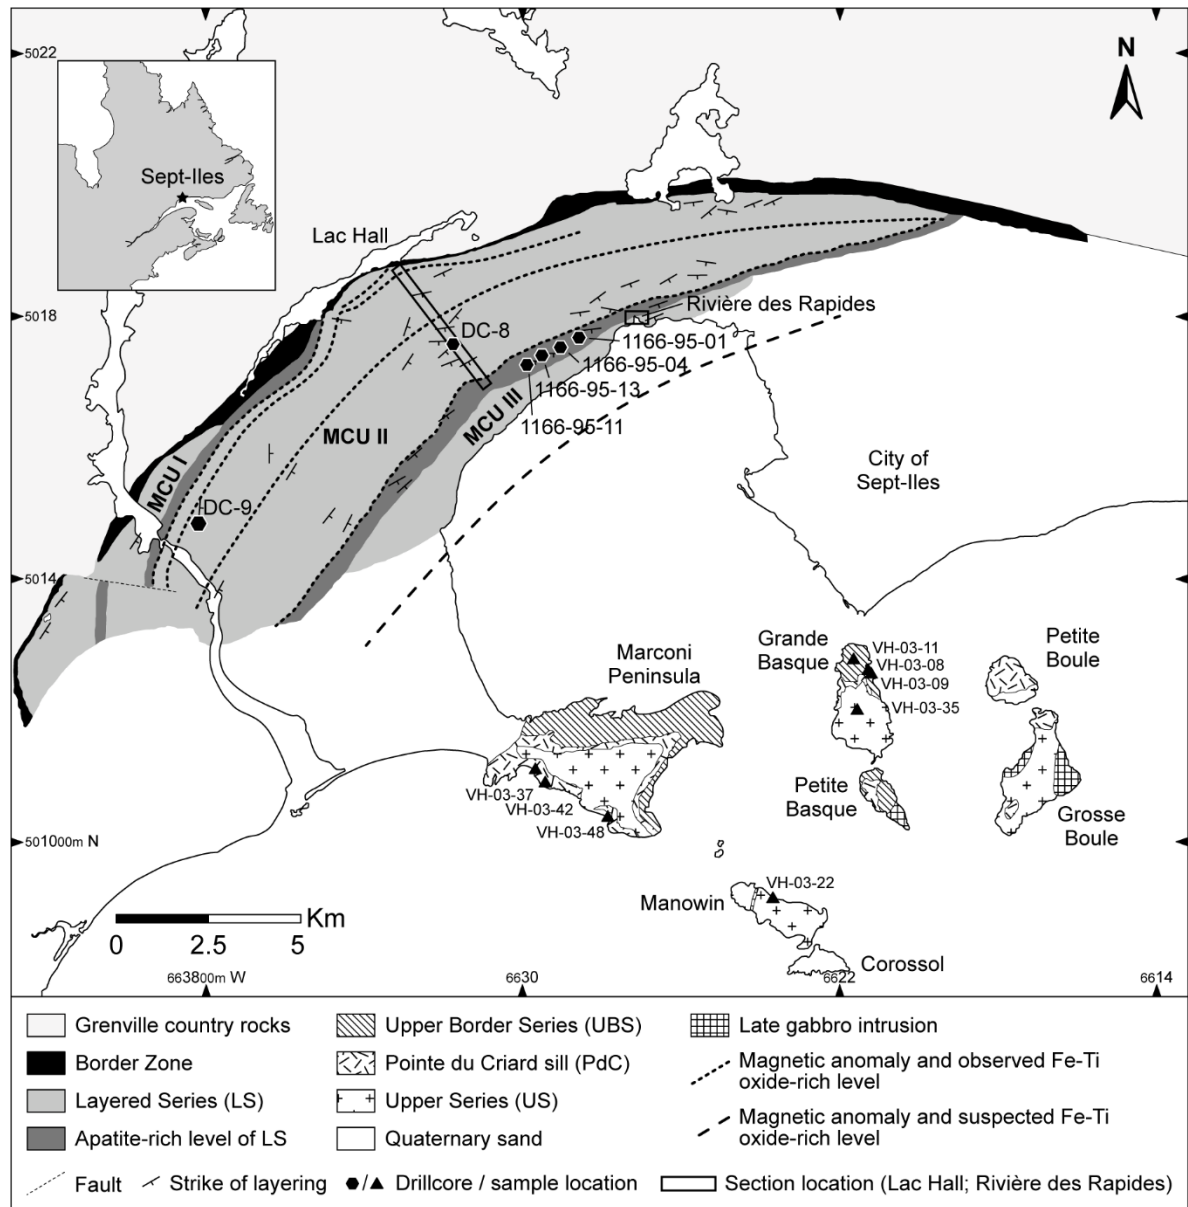 5022
N
Sept-Iles
Lac Hall
5018
DC-8
Rivière des Rapides
1166-95-01
1166-95-04
1166-95-13
1166-95-11
MCU III
MCU II
MCU I
DC-9
City of
Sept-Iles
5014
Marconi
Peninsula
Grande
Basque
VH-03-11
VH-03-08
VH-03-09
VH-03-35
Petite
Boule
VH-03-37
VH-03-42
VH-03-48
Petite
Basque
Grosse
Boule
501000m N
Manowin
VH-03-22
Corossol
Km
0 2.5 5
663800m W
6630
6622
6614
Grenville country rocks
Border Zone
Layered Series (LS)
Apatite-rich level of LS
Upper Border Series (UBS)
Pointe du Criard sill (PdC)
Upper Series (US)
Quaternary sand
Late gabbro intrusion
Magnetic anomaly and observed Fe-Ti
oxide-rich level
Magnetic anomaly and suspected Fe-Ti
oxide-rich level
Fault
Strike of layering
/
Drillcore / sample location
Section location (Lac Hall; Rivière des Rapides)